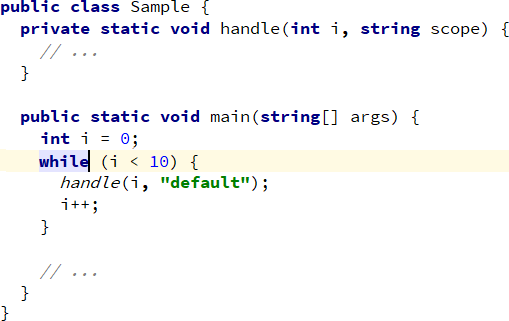 public class Sample {
  private static void handle(int i, string scope) {
    // ...
  }

  public static void main(string[] args) {
    int i = 0;
    while (i < 10) {
      handle(i, "default");
      i++;
    }

    // ...
  }
}